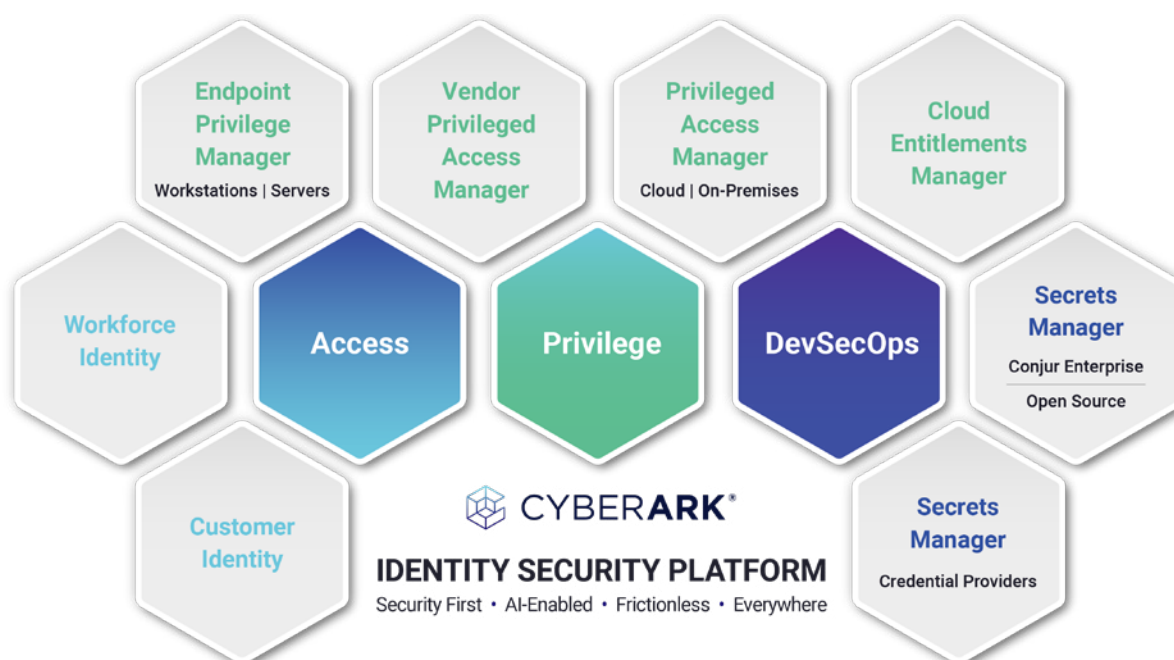 Endpoint
Privilege
Manager
Workstations | Servers
Vendor
Privileged
Access
Manager
Privileged
Access
Manager
Cloud | On-Premises
Cloud
Entitlements
Manager
Workforce
Identity
Access
Privilege
DevSecOps
Secrets
Manager
Conjur Enterprise
Open Source
Customer
Identity
CYBERARK®
IDENTITY SECURITY PLATFORM
Security First • AI-Enabled • Frictionless • Everywhere
Secrets
Manager
Credential Providers